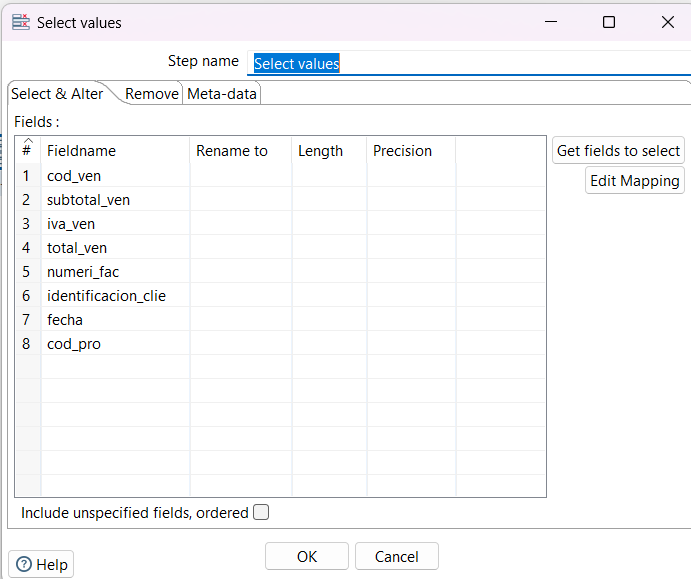 Select values
Step name Select values
Select & Alter Remove Meta-data
Fields :
# Fieldname Rename to Length Precision
Get fields to select
1 cod_ven
Edit Mapping
2 subtotal_ven
3 iva_ven
4 total_ven
5 numeri_fac
6 identificacion_clie
7 fecha
8 cod_pro
Include unspecified fields, ordered
OK Cancel
Help